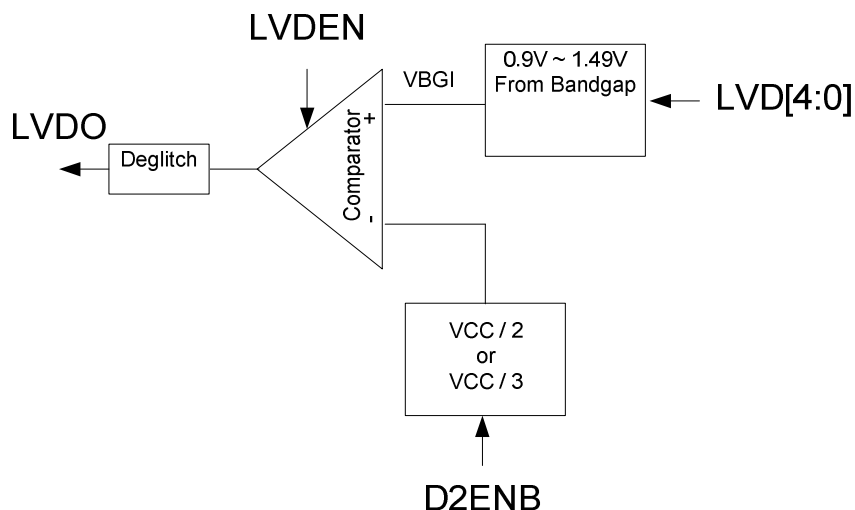 LVDEN
VBGI
0.9V ~ 1.49V
From Bandgap
LVD[4:0]
LVDO
Deglitch
Comparator
+
-
VCC / 2
or
VCC / 3
D2ENB